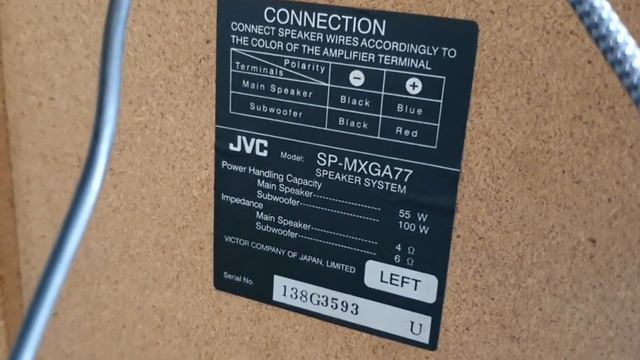 CONNECTION
CONNECT SPEAKER WIRES ACCORDINGLY TO
THE COLOR OF THE AMPLIFIER TERMINAL
Polarity
Terminals − +
Main Speaker Black Blue
Subwoofer Black Red
JVC Model: SP-MXGA77
SPEAKER SYSTEM
Power Handling Capacity
Main Speaker 55 W
Subwoofer 100 W
Impedance
Main Speaker 4 Ω
Subwoofer 6 Ω
VICTOR COMPANY OF JAPAN, LIMITED
LEFT
Serial No. 138G3593 U